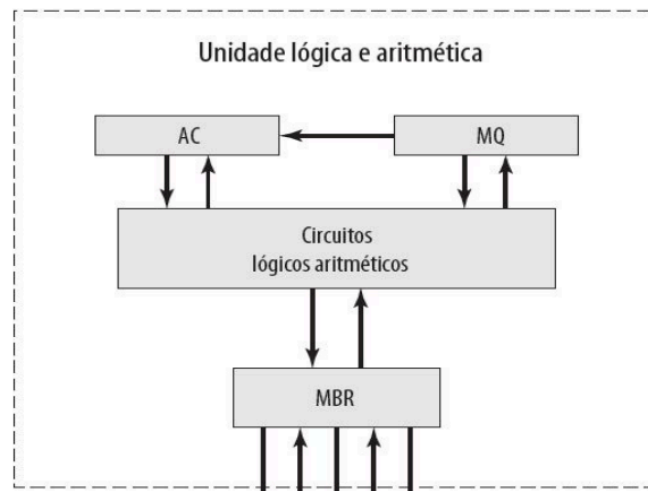 Unidade lógica e aritmética
AC
MQ
Circuitos
lógicos aritméticos
MBR